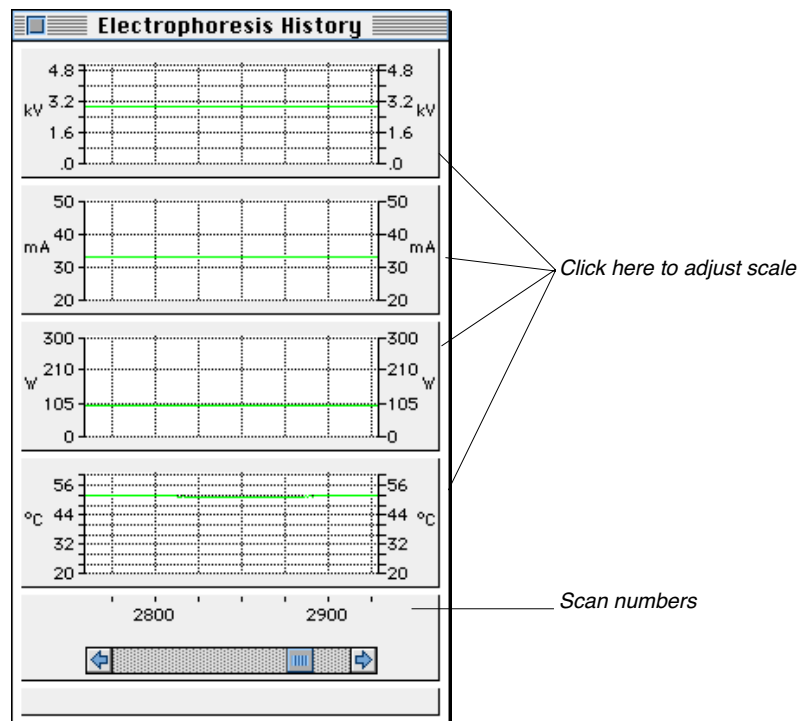 Electrophoresis History
4.8 4.8
kV 3.2 3.2 kV
1.6 1.6
.0 .0
50 50
mA 40 40 mA
30 30
20 20
300 300
210 210
W W
105 105
0 0
56 56
°C 44 44 °C
32 32
20 20
2800 2900
Click here to adjust scale
Scan numbers